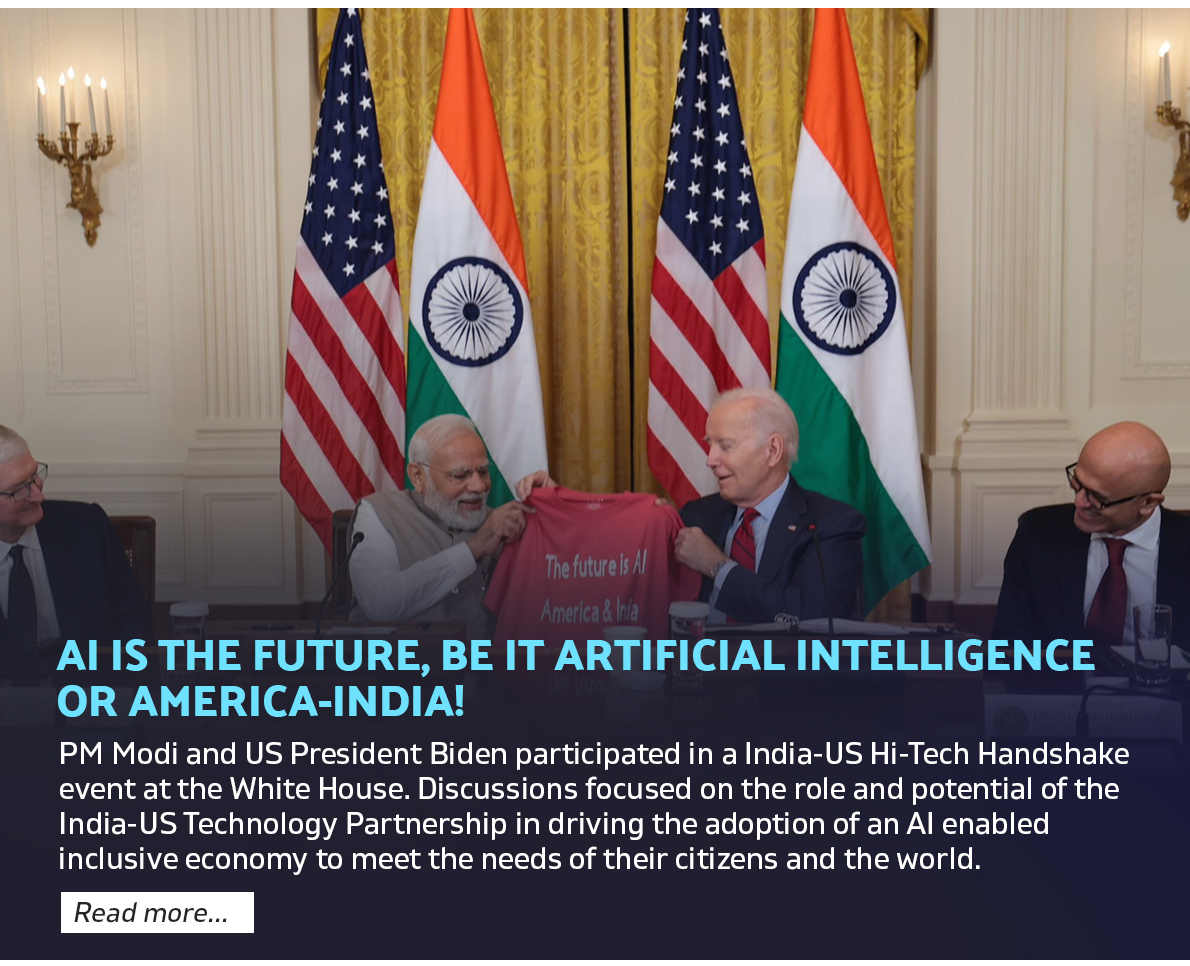 The future is AI
America & India
AI IS THE FUTURE, BE IT ARTIFICIAL INTELLIGENCE
OR AMERICA-INDIA!
PM Modi and US President Biden participated in a India-US Hi-Tech Handshake
event at the White House. Discussions focused on the role and potential of the
India-US Technology Partnership in driving the adoption of an AI enabled
inclusive economy to meet the needs of their citizens and the world.
Read more...